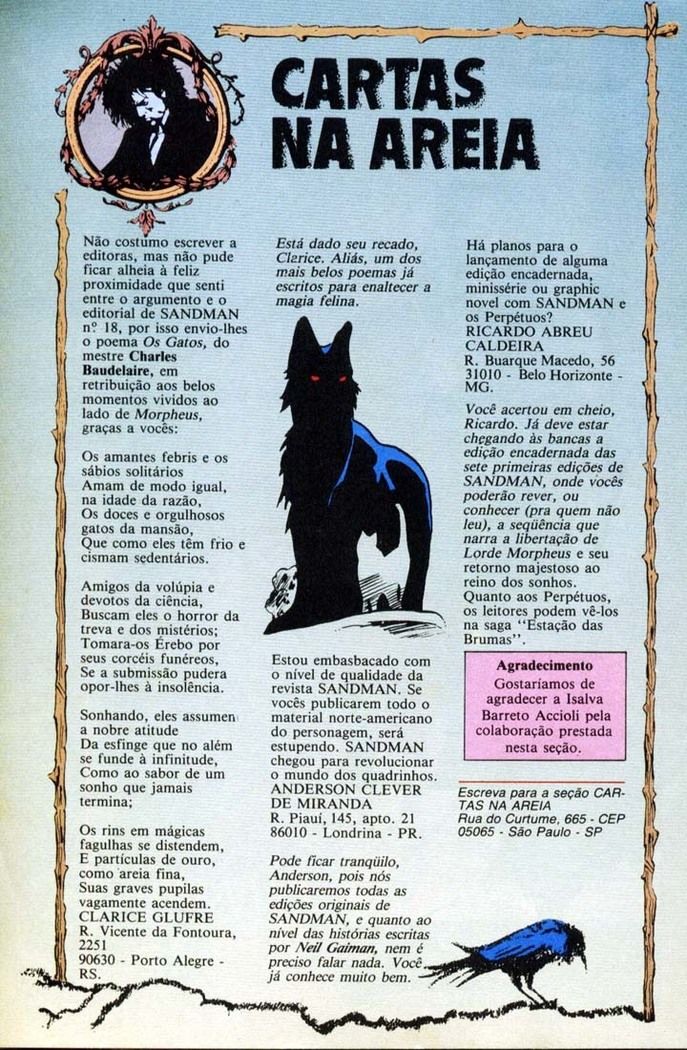 CARTAS
NA AREIA
Não costumo escrever a
editoras, mas não pude
ficar alheia à feliz
proximidade que senti
entre o argumento e o
editorial de SANDMAN
nº 18, por isso envio-lhes
o poema Os Gatos, do
mestre Charles
Baudelaire, em
retribuição aos belos
momentos vividos ao
lado de Morpheus,
graças a vocês:
Os amantes febris e os
sábios solitários
Amam de modo igual,
na idade da razão,
Os doces e orgulhosos
gatos da mansão,
Que como eles têm frio e
cismam sedentários.
Amigos da volúpia e
devotos da ciência,
Buscam eles o horror da
treva e dos mistérios;
Tomara-os Érebo por
seus corcéis funéreos,
Se a submissão pudera
opor-lhes à insolência.
Sonhando, eles assumem
a nobre atitude
Da esfinge que no além
se funde à infinitude,
Como ao sabor de um
sonho que jamais
termina;
Os rins em mágicas
fagulhas se distendem,
E partículas de ouro,
como areia fina,
Suas graves pupilas
vagamente acendem.
CLARICE GLUFRE
R. Vicente da Fontoura,
2251
90630 - Porto Alegre -
RS.
Está dado seu recado,
Clarice. Aliás, um dos
mais belos poemas já
escritos para enaltecer a
magia felina.
Estou embasbacado com
o nível de qualidade da
revista SANDMAN. Se
vocês publicarem todo o
material norte-americano
do personagem, será
estupendo. SANDMAN
chegou para revolucionar
o mundo dos quadrinhos.
ANDERSON CLEVER
DE MIRANDA
R. Piauí, 145, apto. 21
86010 - Londrina - PR.
Pode ficar tranqüilo,
Anderson, pois nós
publicaremos todas as
edições originais de
SANDMAN, e quanto ao
nível das histórias escritas
por Neil Gaiman, nem é
preciso falar nada. Você
já conhece muito bem.
Há planos para o
lançamento de alguma
edição encadernada,
minissérie ou graphic
novel com SANDMAN e
os Perpétuos?
RICARDO ABREU
CALDEIRA
R. Buarque Macedo, 56
31010 - Belo Horizonte -
MG.
Você acertou em cheio,
Ricardo. Já deve estar
chegando às bancas a
edição encadernada das
sete primeiras edições de
SANDMAN, onde vocês
poderão rever, ou
conhecer (pra quem não
leu), a seqüência que
narra a libertação de
Lorde Morpheus e seu
retorno majestoso ao
reino dos sonhos.
Quanto aos Perpétuos,
os leitores podem vê-los
na saga "Estação das
Brumas".
Agradecimento
Gostaríamos de
agradecer a Isalva
Barreto Accioli pela
colaboração prestada
nesta seção.
Escreva para a seção CAR-
TAS NA AREIA
Rua do Curtume, 665 - CEP
05065 - São Paulo - SP